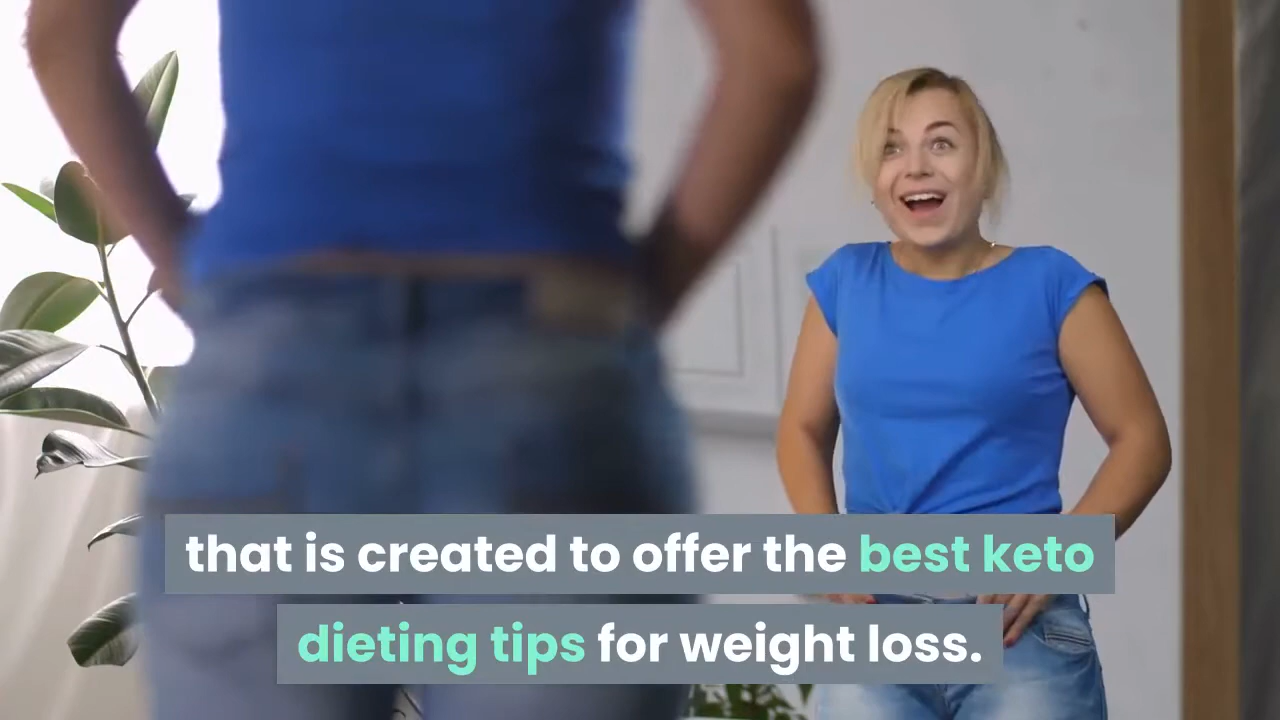 that is created to offer the best keto
dieting tips for weight loss.